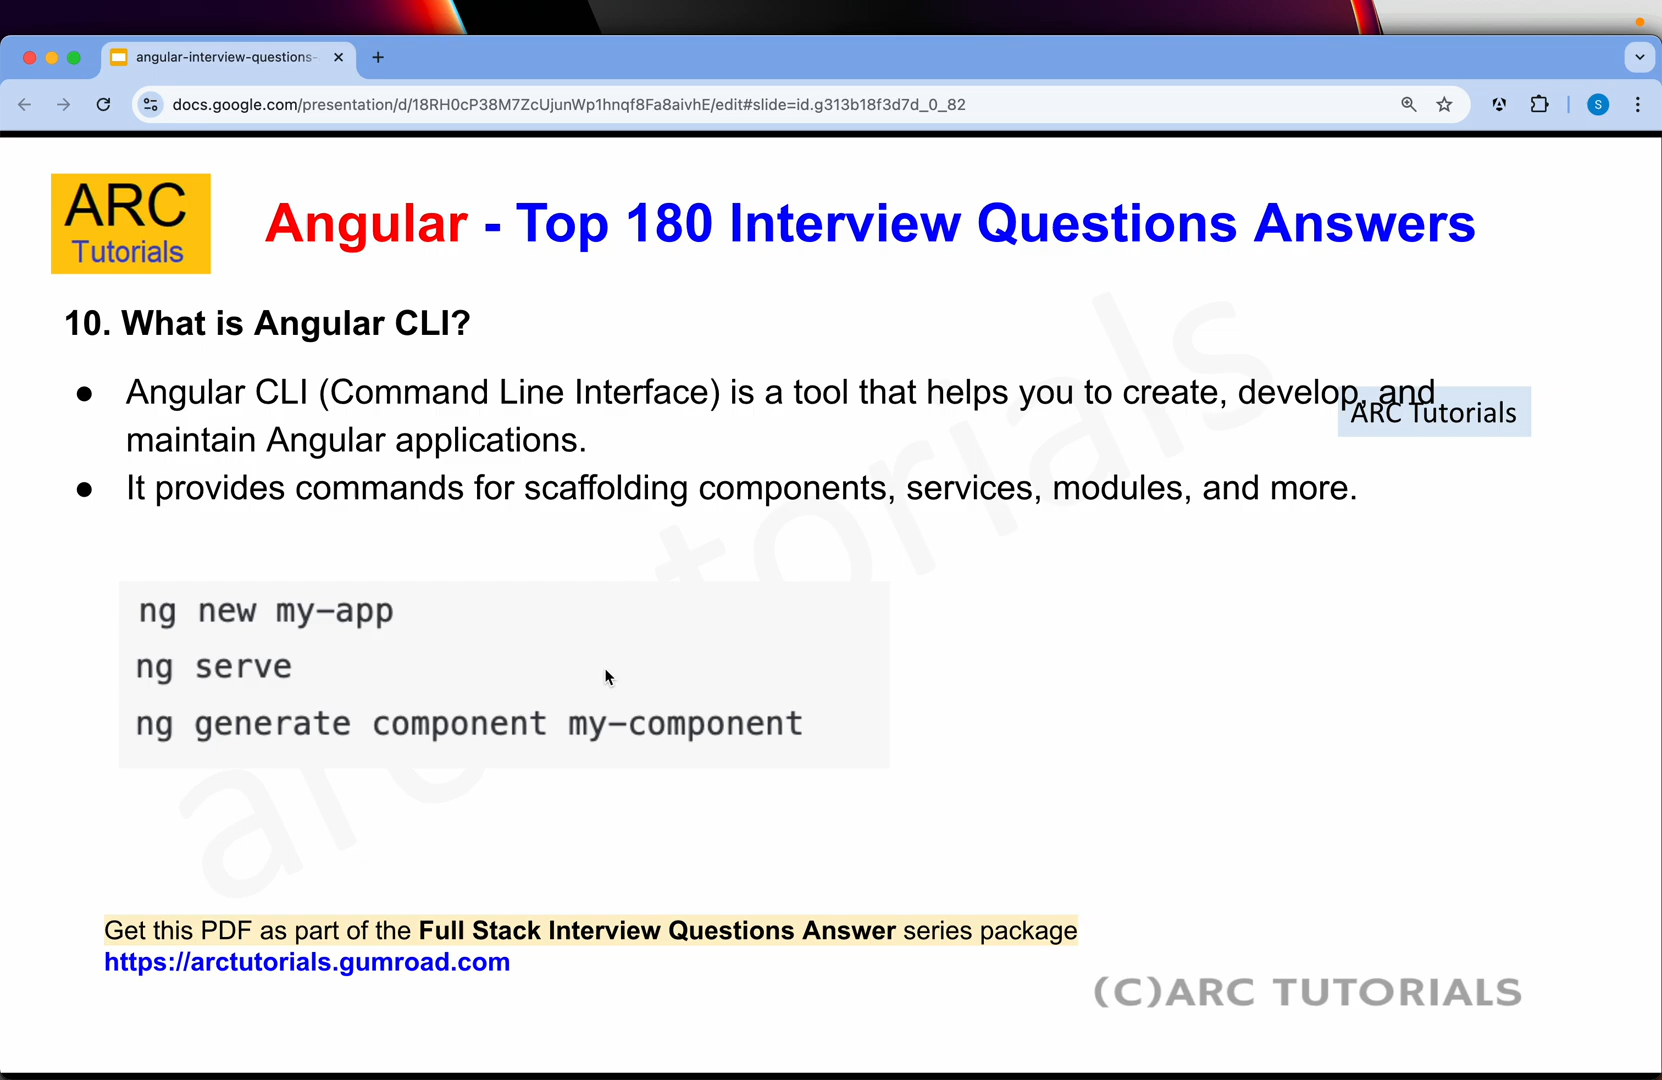 angular-interview-questions-
docs.google.com/presentation/d/18RH0cP38M7ZcUjunWp1hnqf8Fa8aivhE/edit#slide=id.g313b18f3d7d_0_82
S
ARC
Tutorials
Angular - Top 180 Interview Questions Answers
10. What is Angular CLI?
● Angular CLI (Command Line Interface) is a tool that helps you to create, develop, and
maintain Angular applications.
ARC Tutorials
● It provides commands for scaffolding components, services, modules, and more.
ng new my-app
ng serve
ng generate component my-component
arc tutorials
Get this PDF as part of the Full Stack Interview Questions Answer series package
https://arctutorials.gumroad.com
(C)ARC TUTORIALS